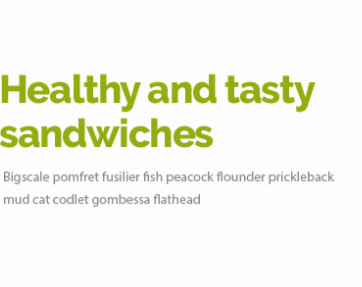 Healthy and tasty
sandwiches
Bigscale pomfret fusilier fish peacock flounder prickleback
mud cat codlet gombessa flathead